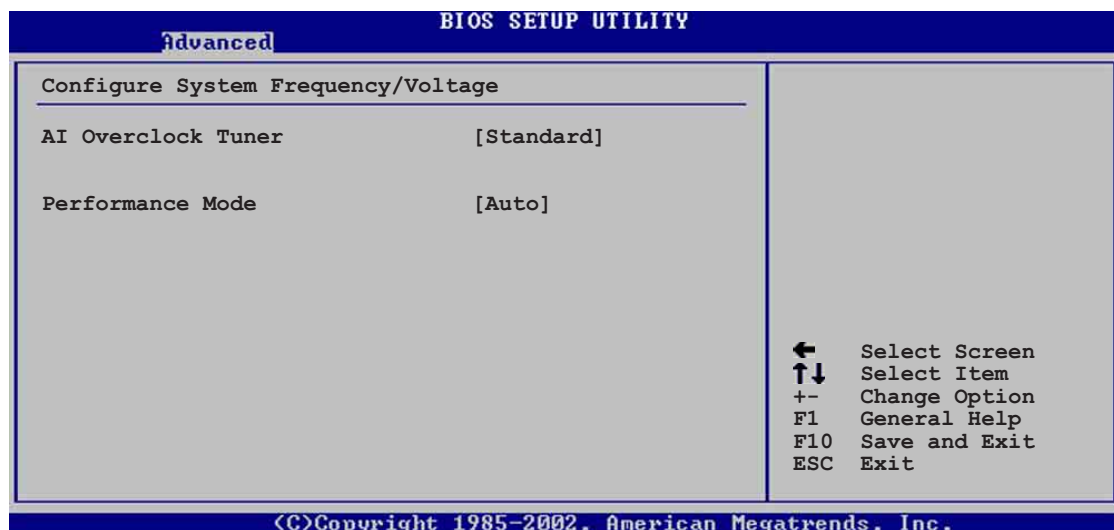 BIOS SETUP UTILITY
Advanced
Configure System Frequency/Voltage
AI Overclock Tuner [Standard]
Performance Mode [Auto]
← Select Screen
↑↓ Select Item
+- Change Option
F1 General Help
F10 Save and Exit
ESC Exit
(C)Copyright 1985-2002, American Megatrends, Inc.